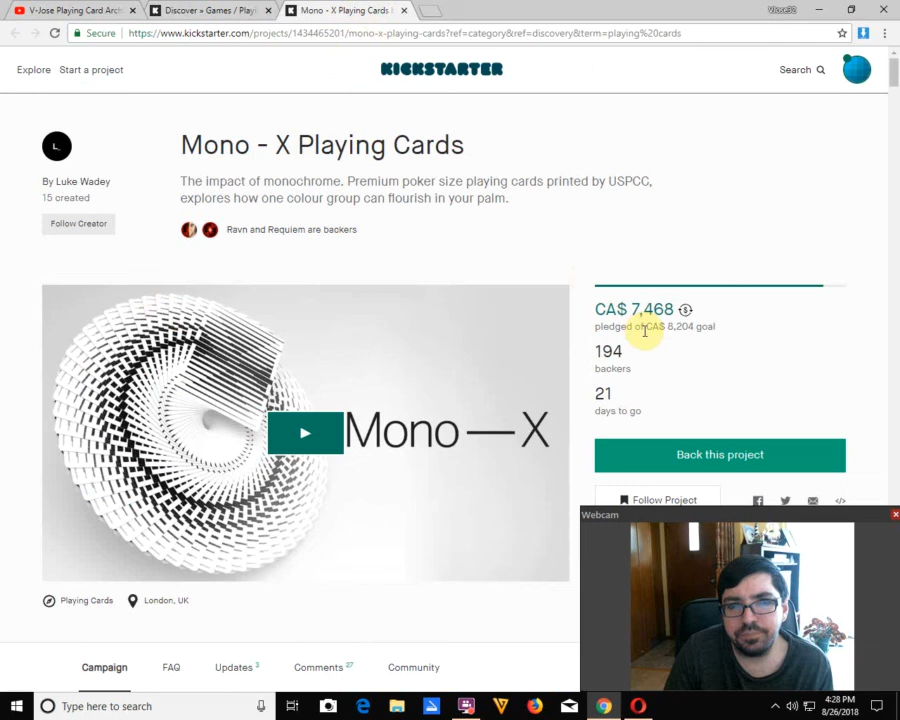 V-Jose Playing Card Arch
Discover » Games / Playi
Mono - X Playing Cards
VJose32
Secure
https://www.kickstarter.com/projects/1434465201/mono-x-playing-cards?ref=category&ref=discovery&term=playing%20cards
Explore Start a project
KICKSTARTER
Search
L_
By Luke Wadey
15 created
Follow Creator
Mono - X Playing Cards
The impact of monochrome. Premium poker size playing cards printed by USPCC,
explores how one colour group can flourish in your palm.
Ravn and Requiem are backers
Mono — X
CA$ 7,468
pledged of CA$ 8,204 goal
194
backers
21
days to go
Back this project
Follow Project
Playing Cards London, UK
Campaign FAQ Updates 3 Comments 27 Community
Webcam
Type here to search
4:28 PM
8/26/2018